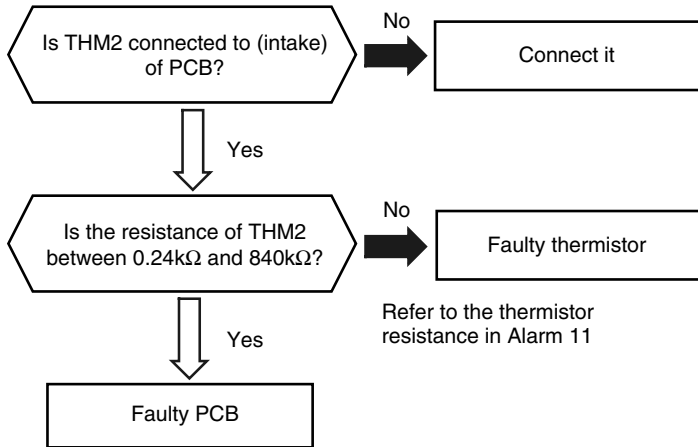 Is THM2 connected to (intake)
of PCB?
No
Connect it
Yes
Is the resistance of THM2
between 0.24kΩ and 840kΩ?
No
Faulty thermistor
Refer to the thermistor
resistance in Alarm 11
Yes
Faulty PCB